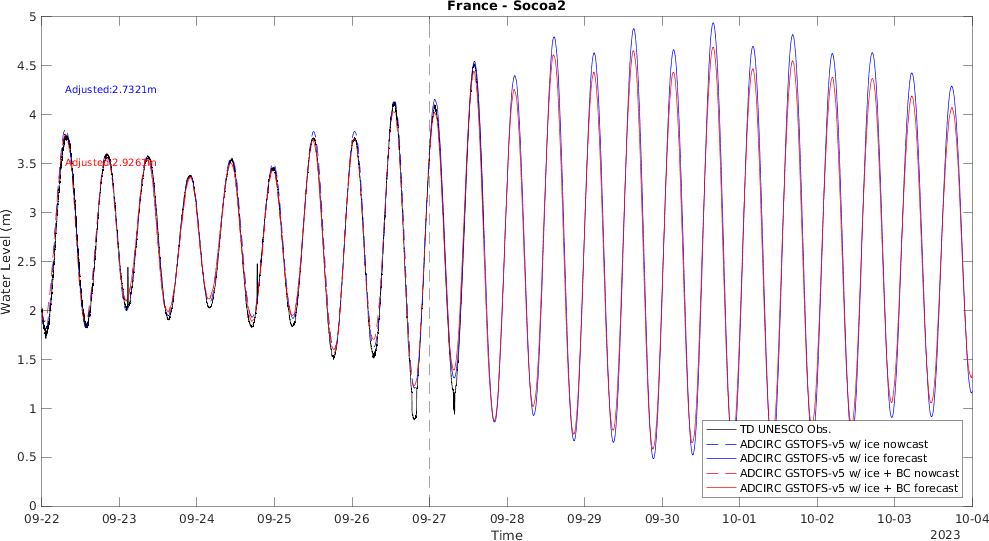 France - Socoa2
Water Level (m)
5
4.5
4
3.5
3
2.5
2
1.5
1
0.5
0
Adjusted:2.7321m
Adjusted:2.9261m
TD UNESCO Obs.
ADCIRC GSTOFS-v5 w/ ice nowcast
ADCIRC GSTOFS-v5 w/ ice forecast
ADCIRC GSTOFS-v5 w/ ice + BC nowcast
ADCIRC GSTOFS-v5 w/ ice + BC forecast
09-22 09-23 09-24 09-25 09-26 09-27 09-28 09-29 09-30 10-01 10-02 10-03 10-04
Time
2023